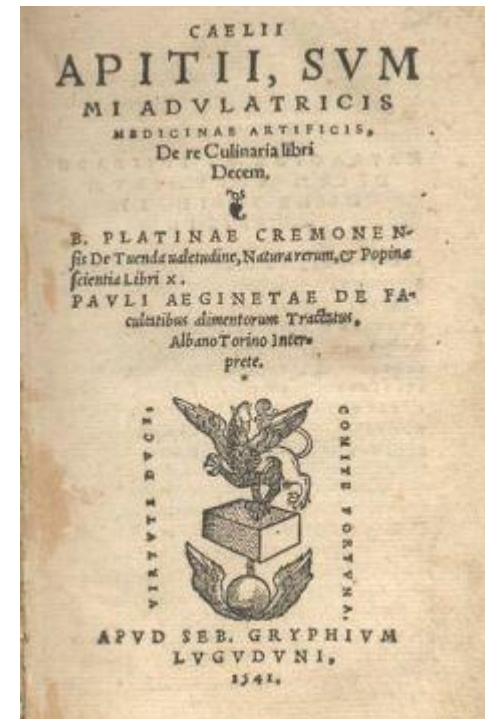 CAELII
APITII, SVM
MI ADVLATRICIS
MEDICINAE ARTIFICIS,
De re Culinaria libri
Decem.
B. PLATINAE CREMONEN-
sis De Tuenda ualetudine, Natura rerum, & Popinæ
scientia Libri x.
PAVLI AEGINETAE DE FA-
cultatibus alimentorum Tractatus,
Albano Torino Inter-
prete.
VIRTVTE DVCE,
COMITE FORTVNA.
APVD SEB. GRYPHIVM
LVGVDVNI,
1541.